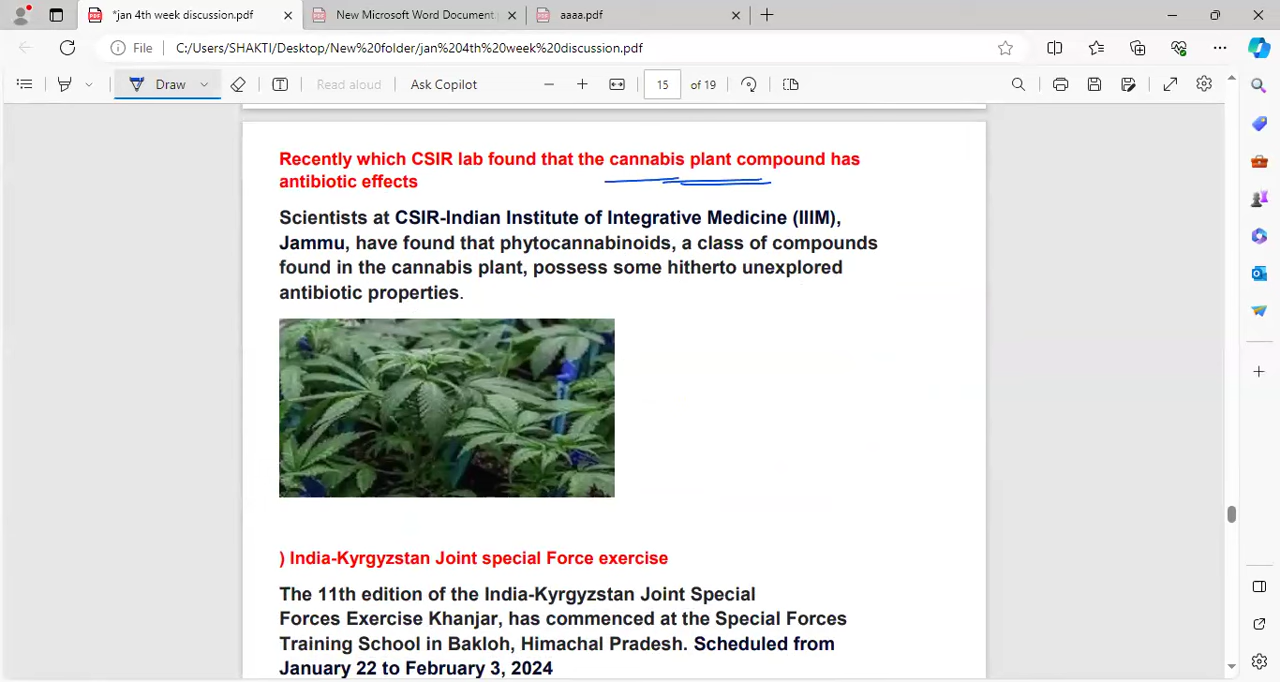 *jan 4th week discussion.pdf
New Microsoft Word Document
aaaa.pdf
File
C:/Users/SHAKTI/Desktop/New%20folder/jan%204th%20week%20discussion.pdf
Draw
Read aloud
Ask Copilot
15
of 19
Recently which CSIR lab found that the cannabis plant compound has
antibiotic effects
Scientists at CSIR-Indian Institute of Integrative Medicine (IIIM),
Jammu, have found that phytocannabinoids, a class of compounds
found in the cannabis plant, possess some hitherto unexplored
antibiotic properties.
) India-Kyrgyzstan Joint special Force exercise
The 11th edition of the India-Kyrgyzstan Joint Special
Forces Exercise Khanjar, has commenced at the Special Forces
Training School in Bakloh, Himachal Pradesh. Scheduled from
January 22 to February 3, 2024